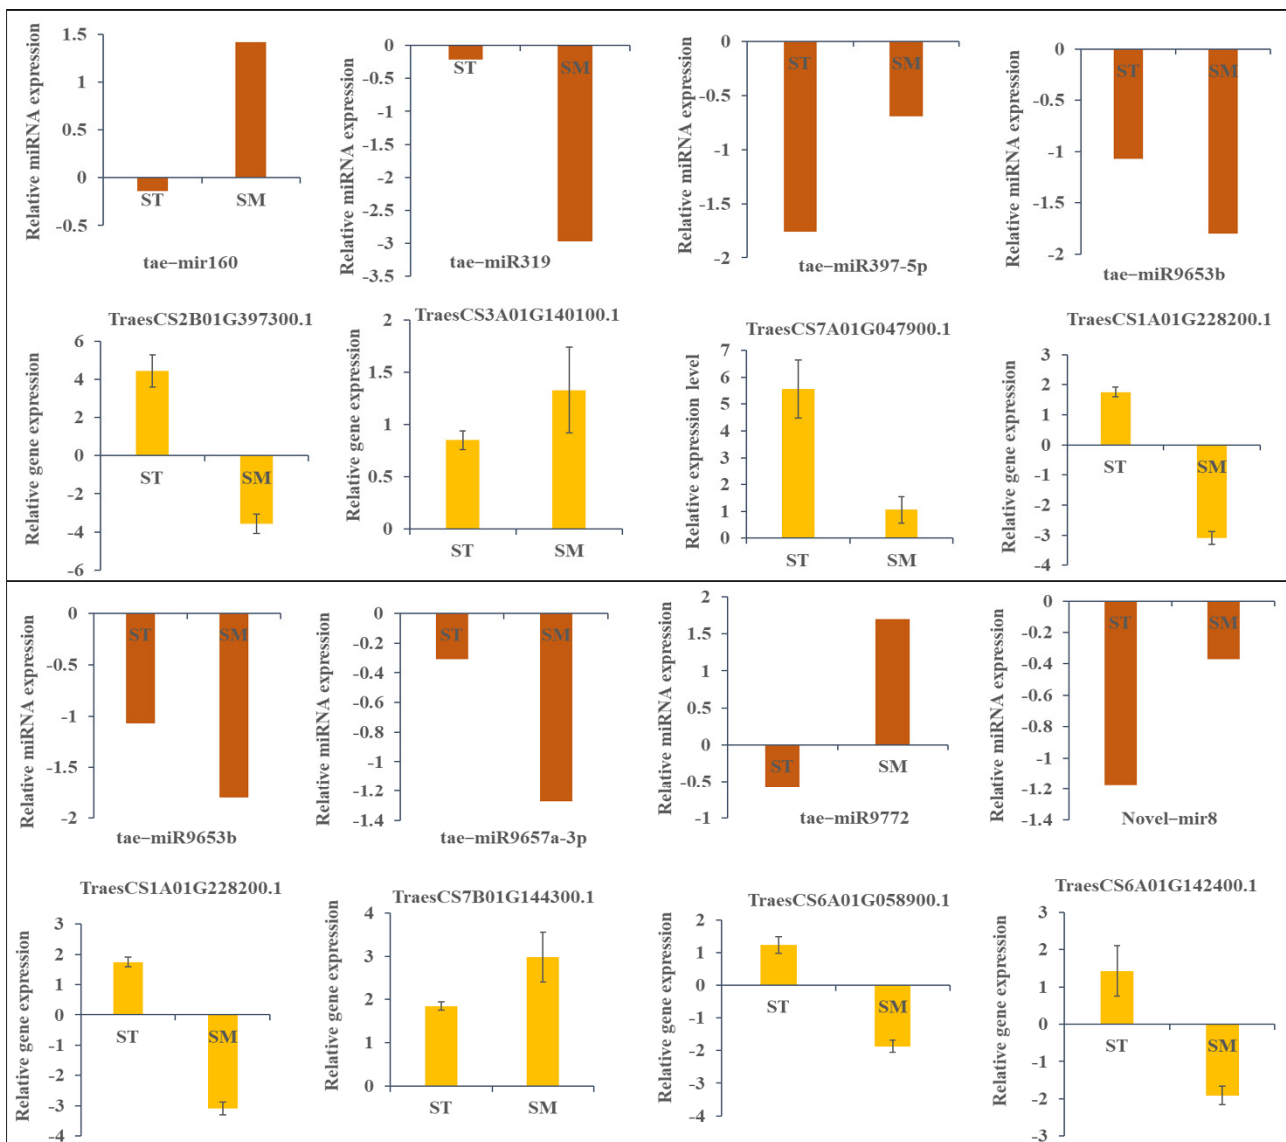 Relative miRNA expression
1.5
1
0.5
0
-0.5
ST
SM
tae–mir160
Relative miRNA expression
0
-0.5
-1
-1.5
-2
-2.5
-3
-3.5
ST
SM
tae–miR319
Relative miRNA expression
0
-0.5
-1
-1.5
-2
ST
SM
tae–miR397-5p
Relative miRNA expression
0
-0.5
-1
-1.5
-2
ST
SM
tae–miR9653b
TraesCS2B01G397300.1
Relative gene expression
6
4
2
0
-2
-4
-6
ST
SM
TraesCS3A01G140100.1
Relative gene expression
2
1.5
1
0.5
0
ST
SM
TraesCS7A01G047900.1
Relative expression level
7
6
5
4
3
2
1
0
ST
SM
TraesCS1A01G228200.1
Relative gene expression
3
2
1
0
-1
-2
-3
-4
ST
SM
Relative miRNA expression
0
-0.5
-1
-1.5
-2
ST
SM
tae–miR9653b
Relative miRNA expression
0
-0.2
-0.4
-0.6
-0.8
-1
-1.2
-1.4
ST
SM
tae–miR9657a-3p
Relative miRNA expression
2
1.5
1
0.5
0
-0.5
-1
ST
SM
tae–miR9772
Relative miRNA expression
0
-0.2
-0.4
-0.6
-0.8
-1
-1.2
-1.4
ST
SM
Novel–mir8
TraesCS1A01G228200.1
Relative gene expression
3
2
1
0
-1
-2
-3
-4
ST
SM
TraesCS7B01G144300.1
Relative gene expression
4
3
2
1
0
ST
SM
TraesCS6A01G058900.1
Relative gene expression
2
1
0
-1
-2
-3
-4
ST
SM
TraesCS6A01G142400.1
Relative gene expression
3
2
1
0
-1
-2
-3
ST
SM